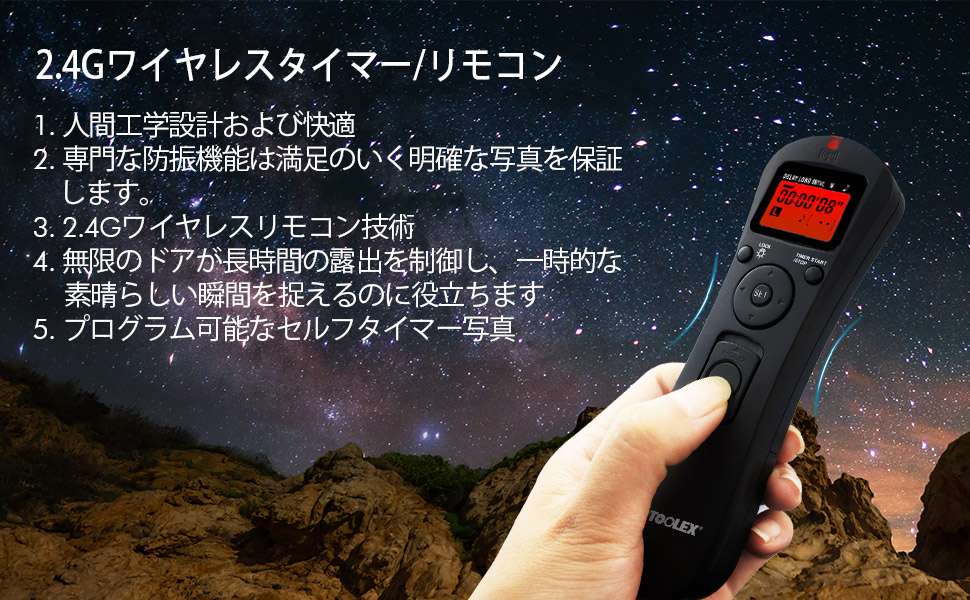 2.4Gワイヤレスタイマー/リモコン
1. 人間工学設計および快適
2. 専門な防振機能は満足のいく明確な写真を保証
します。
3. 2.4Gワイヤレスリモコン技術
4. 無限のドアが長時間の露出を制御し、一時的な
素晴らしい瞬間を捉えるのに役立ちます
5. プログラム可能なセルフタイマー写真
DELAY LONG INTVL N
00:00'08"
L
LOCK
TIMER START
/STOP
SET
TOOLEX